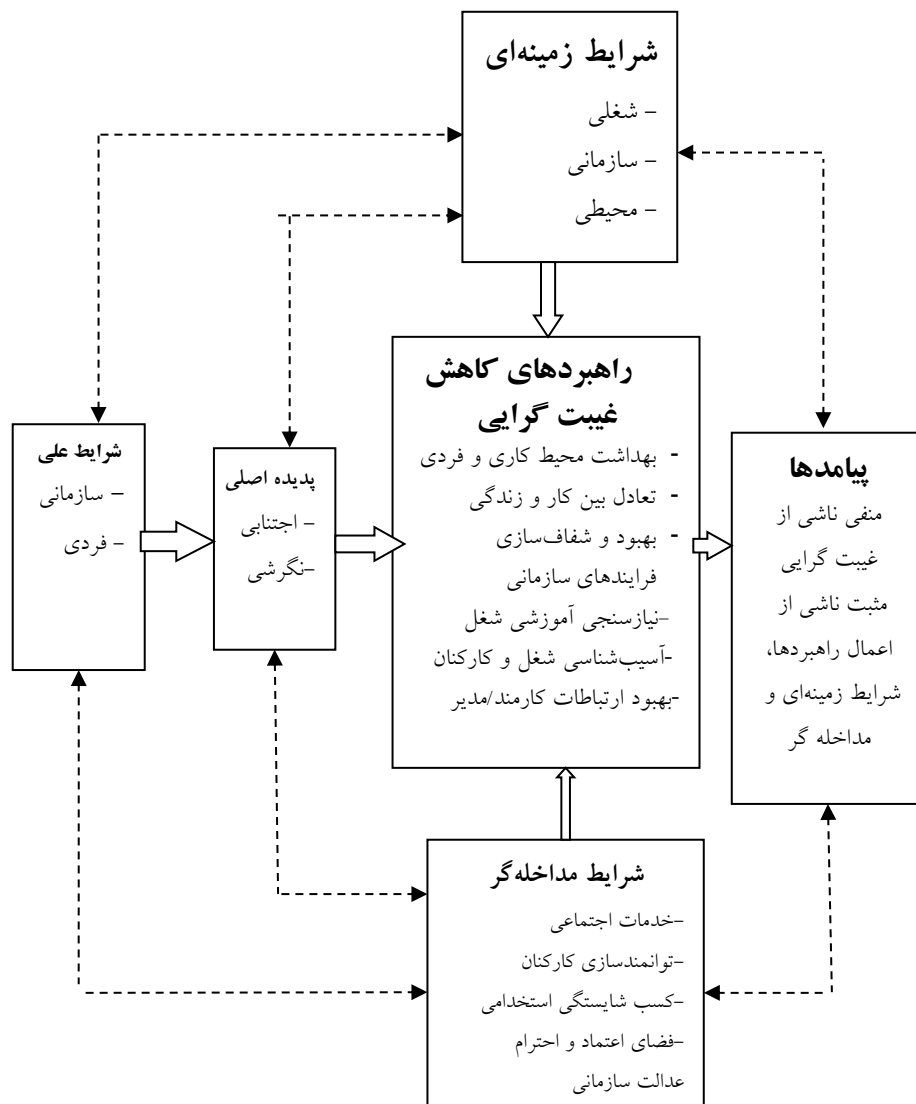 شرایط زمینه‌ای
– شغلی
– سازمانی
– محیطی
شرایط علی
– سازمانی
– فردی
پدیده اصلی
– اجتنابی
–نگرشی
راهبردهای کاهش
غیبت گرایی
- بهداشت محیط کاری و فردی
- تعادل بین کار و زندگی
- بهبود و شفاف‌سازی
فرایندهای سازمانی
–نیازسنجی آموزشی شغل
-آسیب‌شناسی شغل و کارکنان
-بهبود ارتباطات کارمند/مدیر
پیامدها
منفی ناشی از
غیبت گرایی
مثبت ناشی از
اعمال راهبردها،
شرایط زمینه‌ای و
مداخله گر
شرایط مداخله‌گر
–خدمات اجتماعی
–توانمندسازی کارکنان
–کسب شایستگی استخدامی
–فضای اعتماد و احترام
عدالت سازمانی